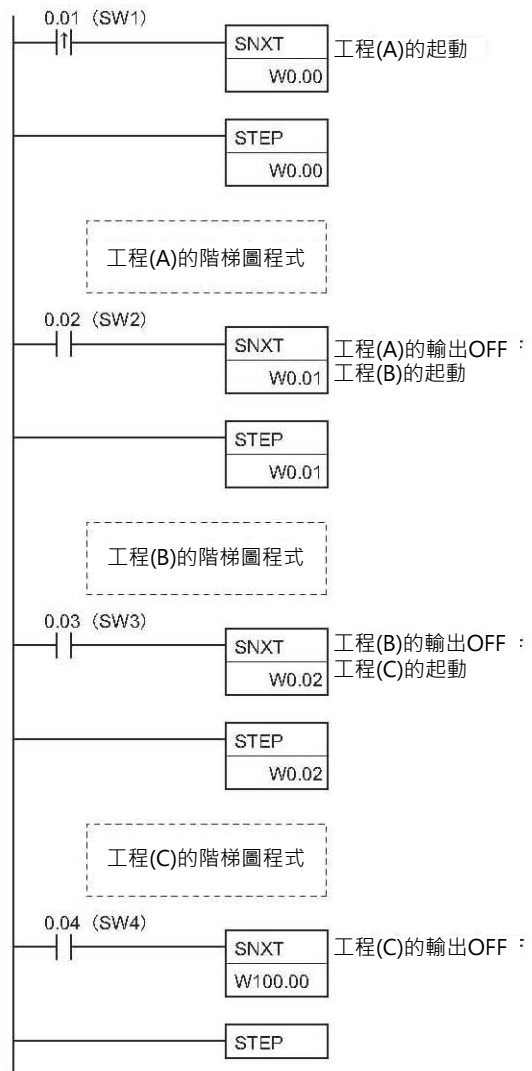 0.01 (SW1)
SNXT
W0.00
工程(A)的起動
STEP
W0.00
工程(A)的階梯圖程式
0.02 (SW2)
SNXT
W0.01
工程(A)的輸出OFF
工程(B)的起動
STEP
W0.01
工程(B)的階梯圖程式
0.03 (SW3)
SNXT
W0.02
工程(B)的輸出OFF
工程(C)的起動
STEP
W0.02
工程(C)的階梯圖程式
0.04 (SW4)
SNXT
W100.00
工程(C)的輸出OFF
STEP